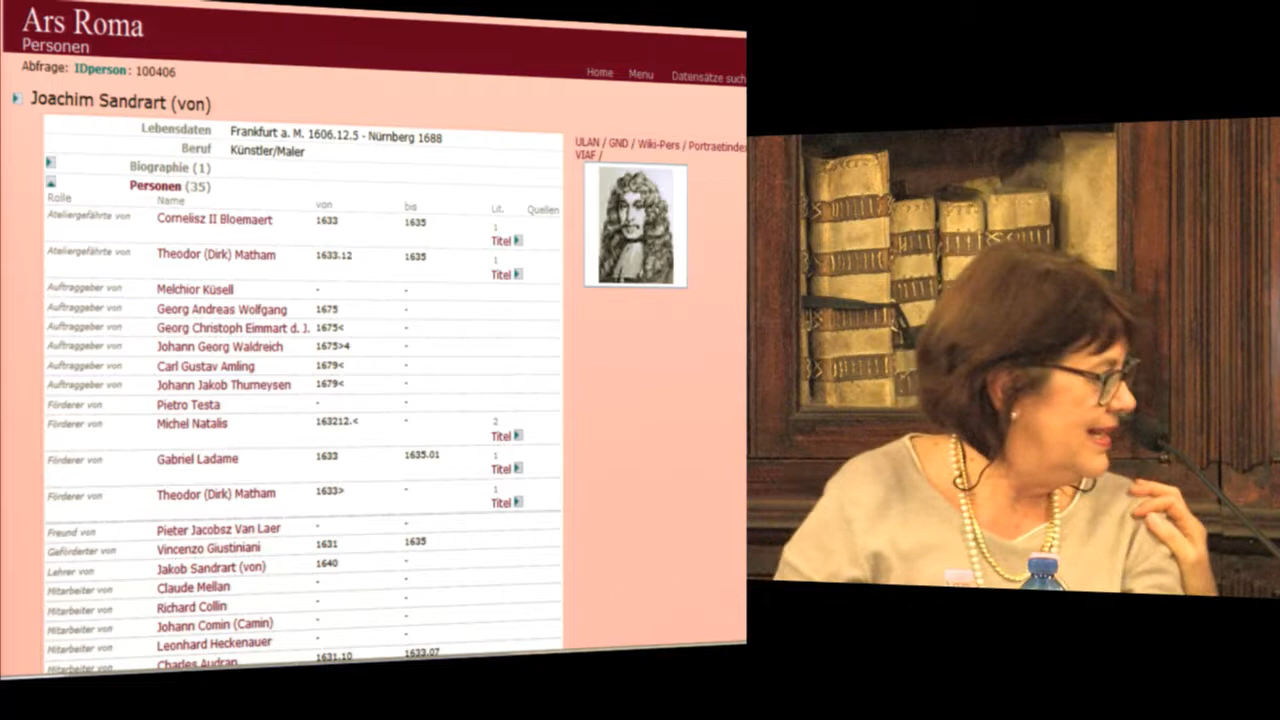 Ars Roma
Personen
Abfrage: IDperson: 100406
Home Menu Datensätze such
Joachim Sandrart (von)
Lebensdaten Frankfurt a. M. 1606.12.5 - Nürnberg 1688
Beruf Künstler/Maler
ULAN / GND / Wiki-Pers / Portraetinde
VIAF /
Biographie (1)
Personen (35)
Rolle Name von bis Lit. Quellen
Ateliergefährte von Cornelisz II Bloemaert 1633 1635 1
Titel
Ateliergefährte von Theodor (Dirk) Matham 1633.12 1635 1
Titel
Auftraggeber von Melchior Küsell - -
Auftraggeber von Georg Andreas Wolfgang 1675 -
Auftraggeber von Georg Christoph Eimmart d. J. 1675< -
Auftraggeber von Johann Georg Waldreich 1675>4 -
Auftraggeber von Carl Gustav Amling 1679< -
Auftraggeber von Johann Jakob Thurneysen 1679< -
Förderer von Pietro Testa - -
Förderer von Michel Natalis 163212.< - 2
Titel
Förderer von Gabriel Ladame 1633 1635.01 1
Titel
Förderer von Theodor (Dirk) Matham 1633> - 1
Titel
Freund von Pieter Jacobsz Van Laer - -
Geförderter von Vincenzo Giustiniani 1631 1635
Lehrer von Jakob Sandrart (von) 1640 -
Mitarbeiter von Claude Mellan - -
Mitarbeiter von Richard Collin - -
Mitarbeiter von Johann Comin (Camin) - -
Mitarbeiter von Leonhard Heckenauer - -
Mitarbeiter von Charles Audran 1631.10 1633.07